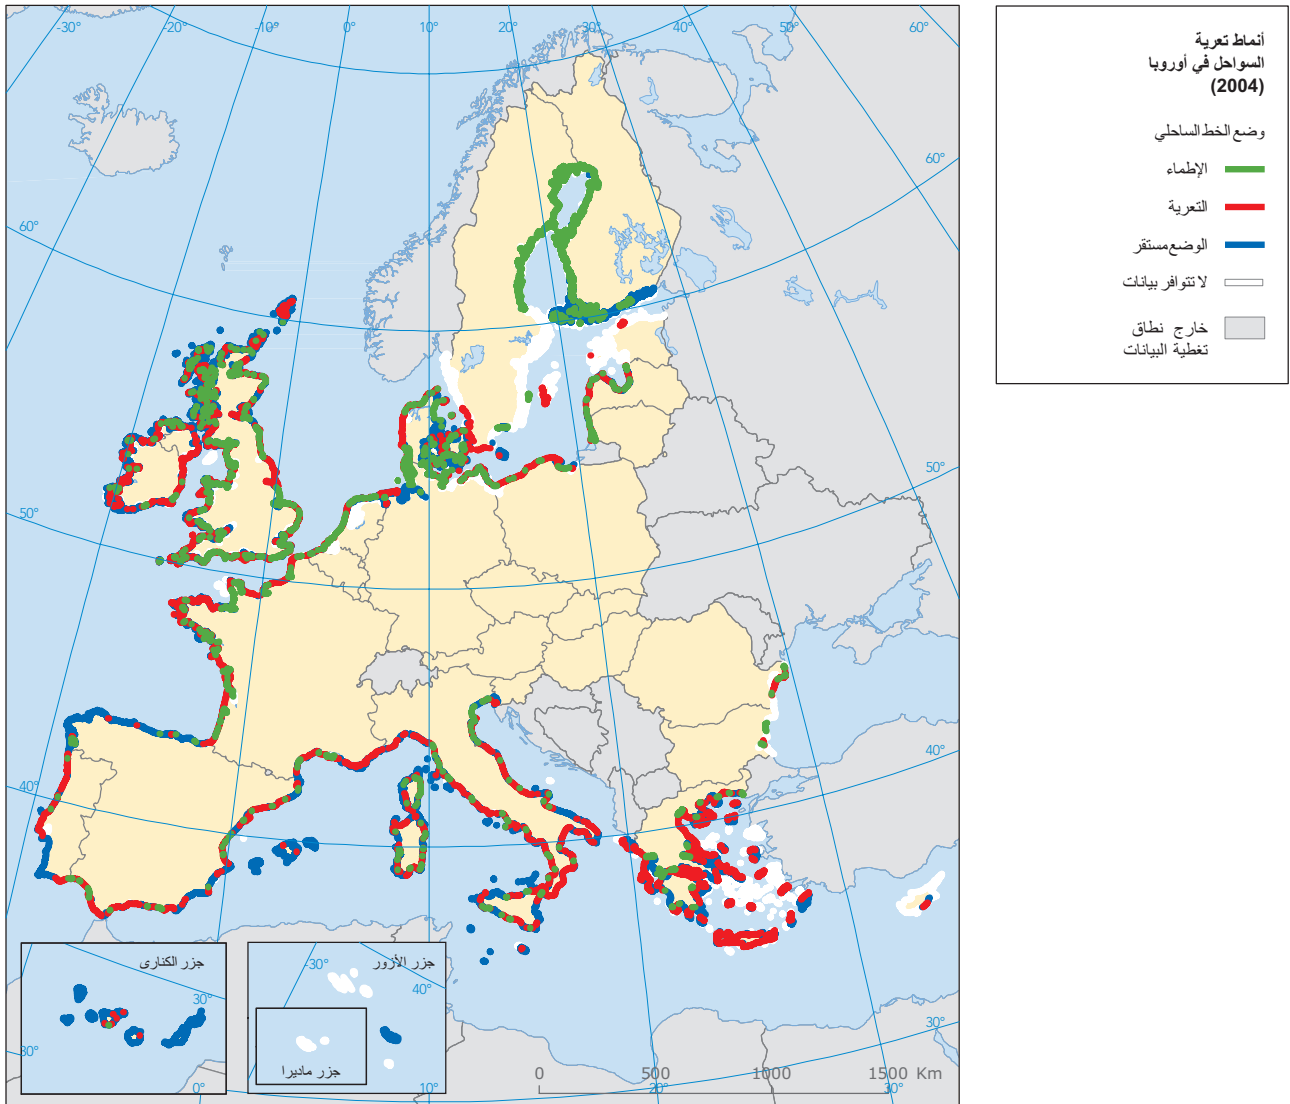 -30°
-20°
-10°
0°
10°
20°
30°
40°
50°
60°
60°
60°
50°
50°
40°
40°
30°
30°
0°
10°
20°
30°
أنماط تعرية
السواحل في أوروبا
(2004)
وضع الخط الساحلي
الإطماء
التعرية
الوضع مستقر
لا تتوافر بيانات
خارج نطاق
تغطية البيانات
جزر الكنارى
30°
جزر الأزور
-30°
40°
جزر ماديرا
0 500 1000 1500 Km